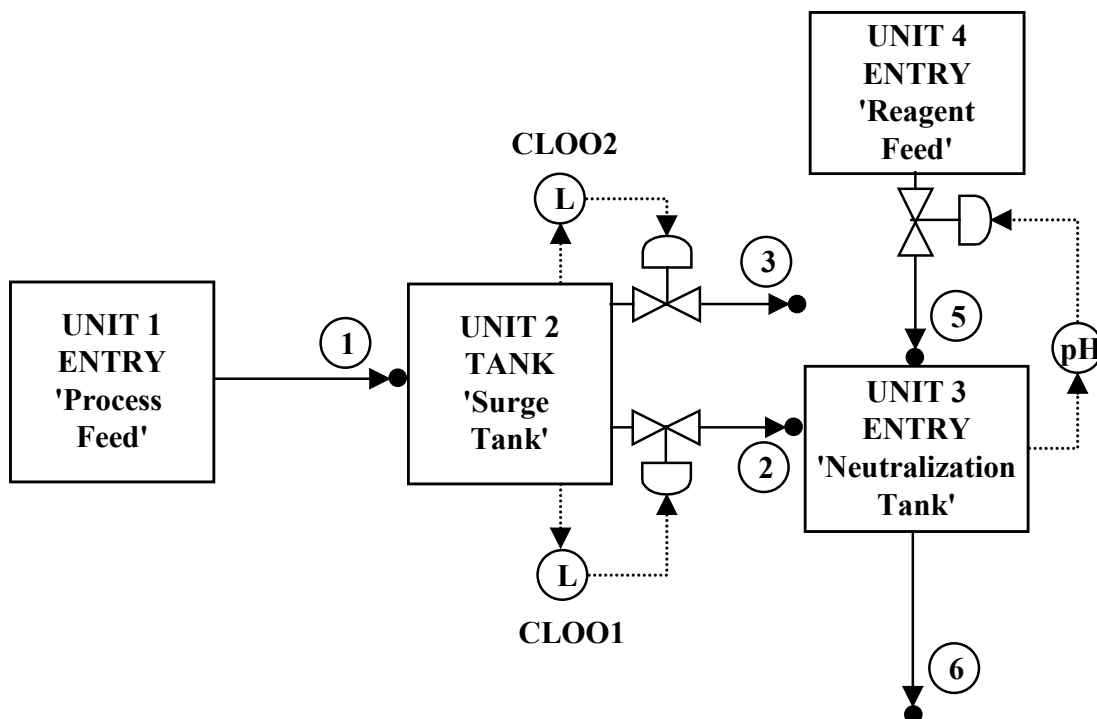 UNIT 4
ENTRY
'Reagent
Feed'
CLOO2
L
3
UNIT 1
ENTRY
'Process
Feed'
1
UNIT 2
TANK
'Surge
Tank'
5
pH
UNIT 3
ENTRY
'Neutralization
Tank'
2
L
CLOO1
6